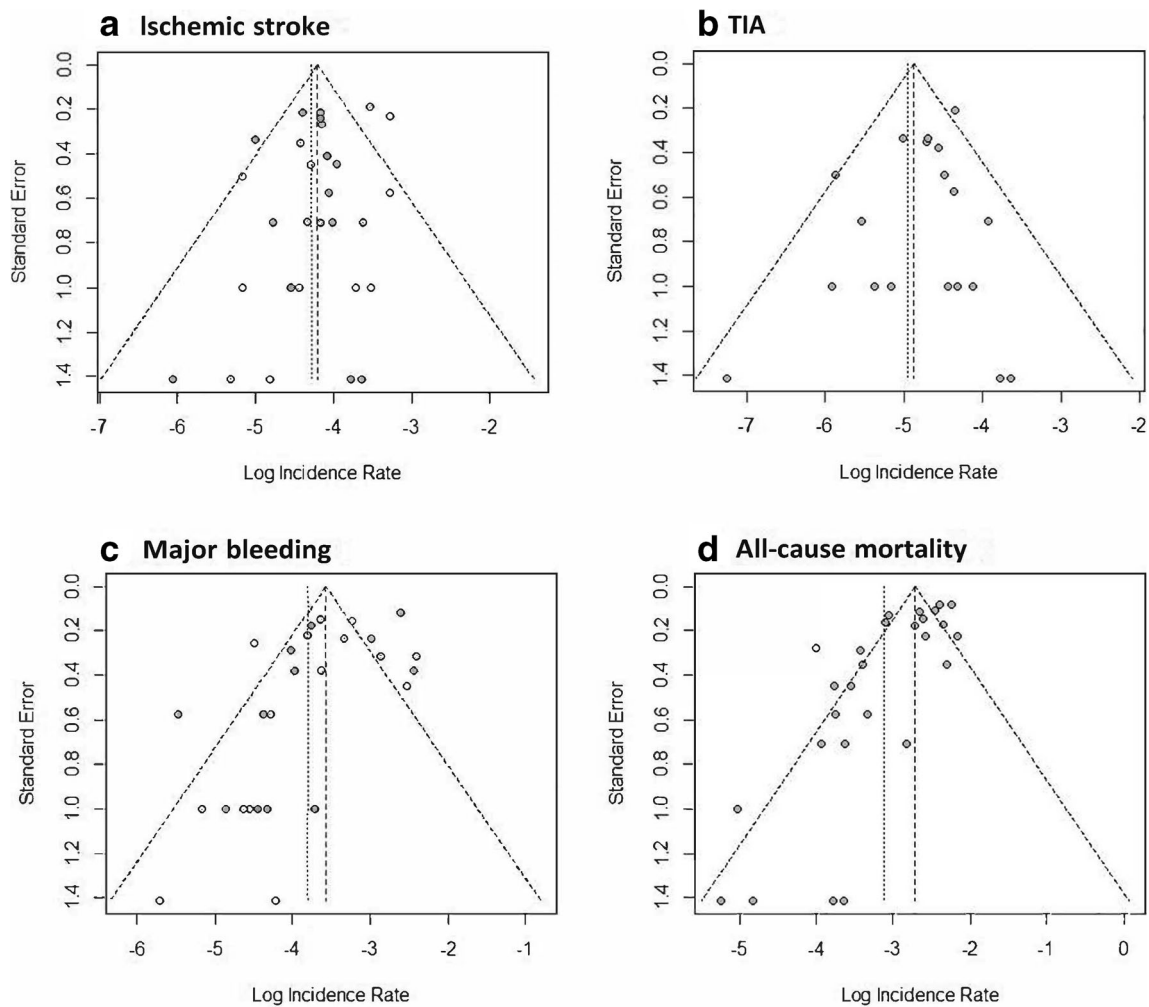 a Ischemic stroke
0.0
0.2
0.4
0.6
0.8
1.0
1.2
1.4
Standard Error
-7 -6 -5 -4 -3 -2
Log Incidence Rate
b TIA
0.0
0.2
0.4
0.6
0.8
1.0
1.2
1.4
Standard Error
-7 -6 -5 -4 -3 -2
Log Incidence Rate
c Major bleeding
0.0
0.2
0.4
0.6
0.8
1.0
1.2
1.4
Standard Error
-6 -5 -4 -3 -2 -1
Log Incidence Rate
d All-cause mortality
0.0
0.2
0.4
0.6
0.8
1.0
1.2
1.4
Standard Error
-5 -4 -3 -2 -1 0
Log Incidence Rate